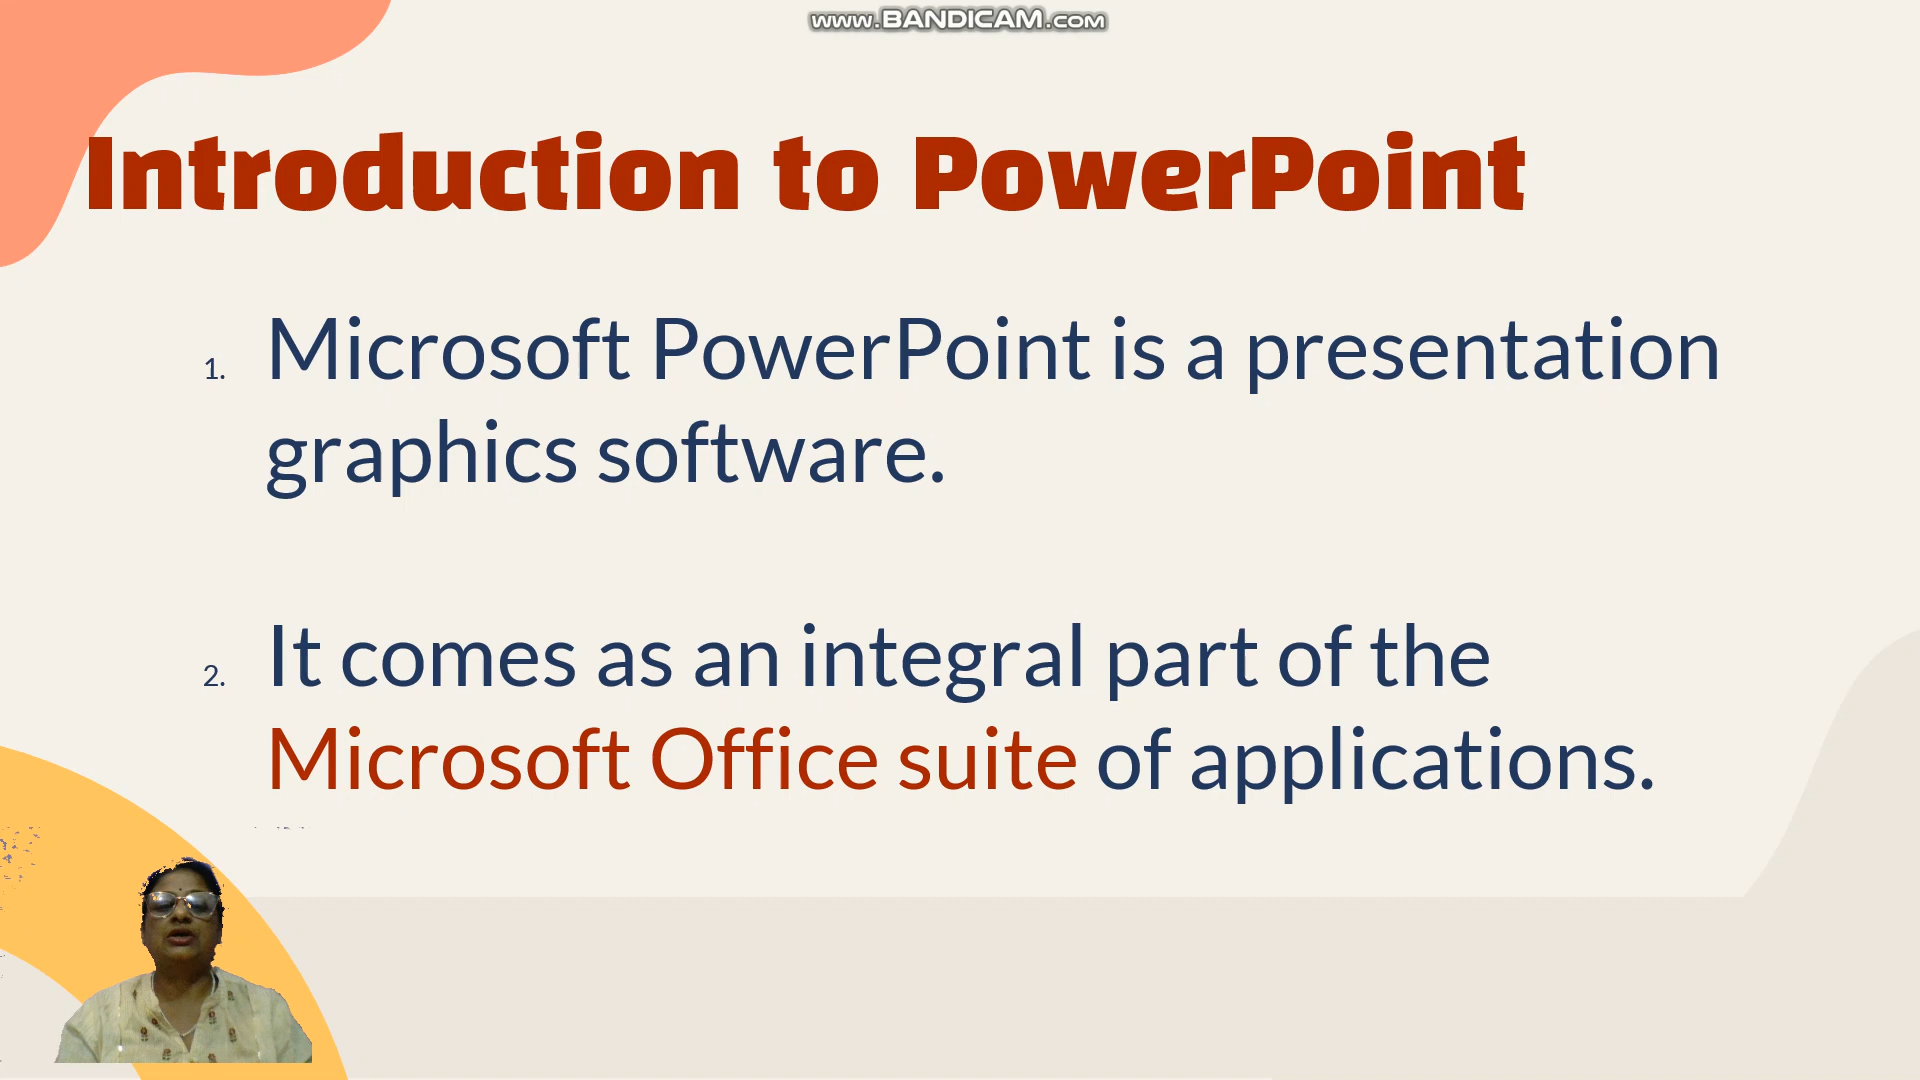 www.BANDICAM.com
Introduction to PowerPoint
1. Microsoft PowerPoint is a presentation
graphics software.
2. It comes as an integral part of the
Microsoft Office suite of applications.